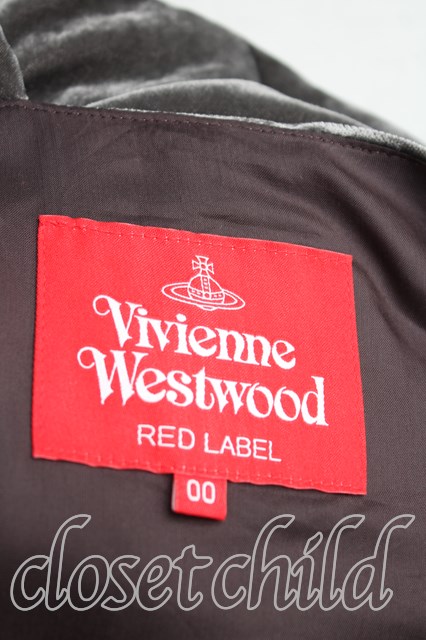 Vivienne
Westwood
RED LABEL
00
closetchild